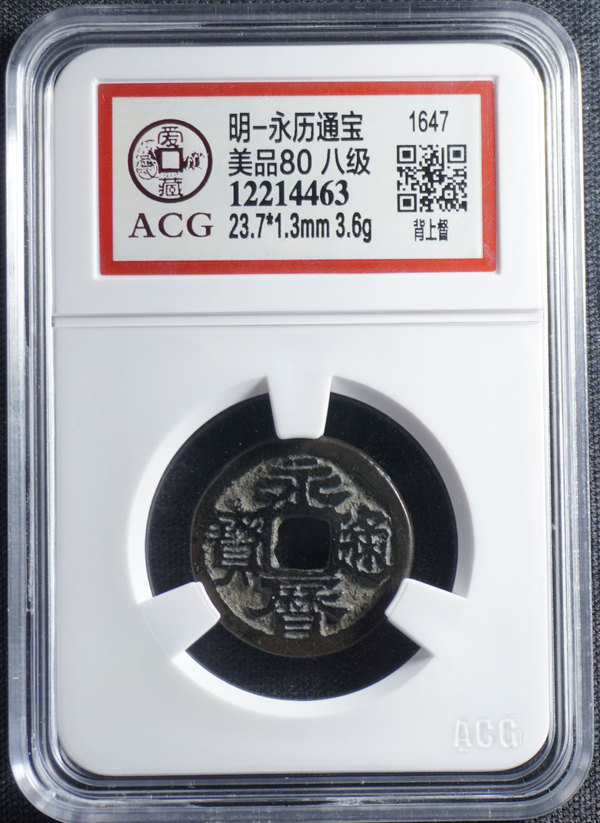 爱藏
ACG
明-永历通宝
美品80 八级
12214463
23.7*1.3mm 3.6g
1647
背上督
永曆通寶
ACG